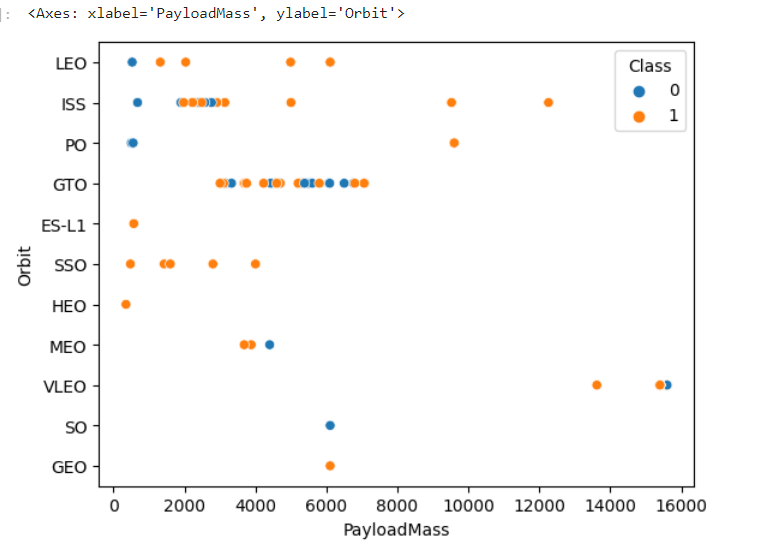 ]: <Axes: xlabel='PayloadMass', ylabel='Orbit'>
Class
0
1
LEO
ISS
PO
GTO
ES-L1
SSO
HEO
MEO
VLEO
SO
GEO
Orbit
0 2000 4000 6000 8000 10000 12000 14000 16000
PayloadMass